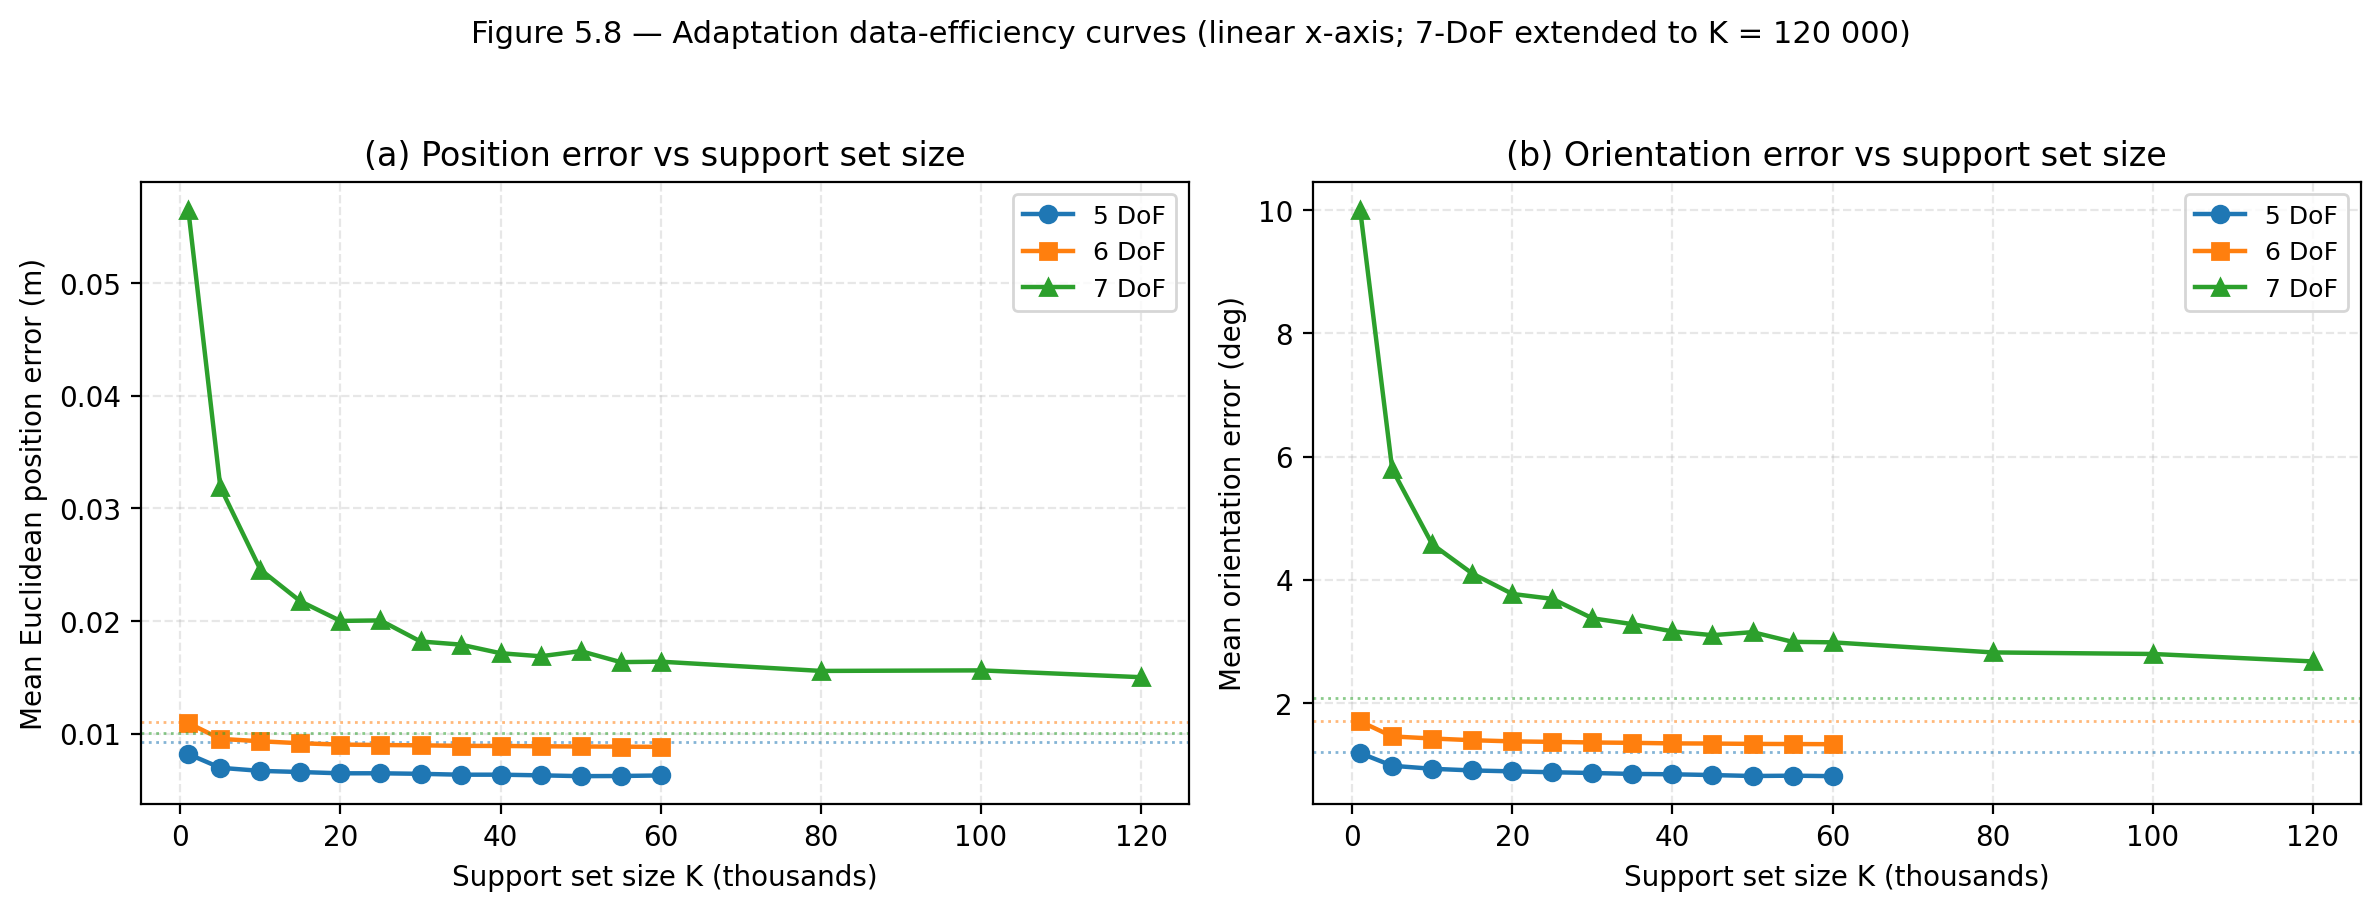 Figure 5.8 — Adaptation data-efficiency curves (linear x-axis; 7-DoF extended to K = 120 000)
(a) Position error vs support set size
Mean Euclidean position error (m)
0.05
0.04
0.03
0.02
0.01
5 DoF
6 DoF
7 DoF
0 20 40 60 80 100 120
Support set size K (thousands)
(b) Orientation error vs support set size
Mean orientation error (deg)
10
8
6
4
2
5 DoF
6 DoF
7 DoF
0 20 40 60 80 100 120
Support set size K (thousands)